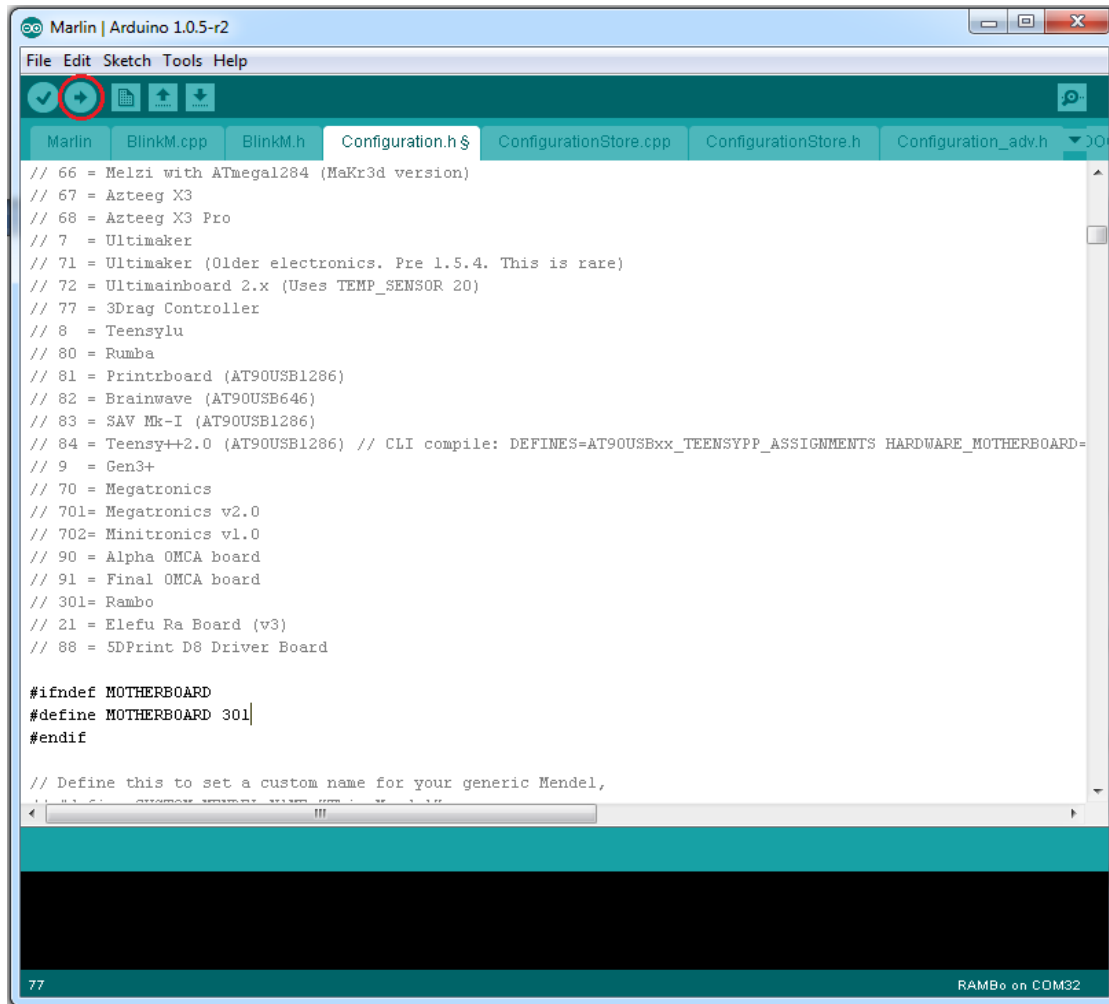 Marlin | Arduino 1.0.5-r2
File Edit Sketch Tools Help
Marlin BlinkM.cpp BlinkM.h Configuration.h § ConfigurationStore.cpp ConfigurationStore.h Configuration_adv.h
// 66 = Melzi with ATmega1284 (MaKr3d version)
// 67 = Azteeg X3
// 68 = Azteeg X3 Pro
// 7  = Ultimaker
// 71 = Ultimaker (Older electronics. Pre 1.5.4. This is rare)
// 72 = Ultimainboard 2.x (Uses TEMP_SENSOR 20)
// 77 = 3Drag Controller
// 8  = Teensylu
// 80 = Rumba
// 81 = Printrboard (AT90USB1286)
// 82 = Brainwave (AT90USB646)
// 83 = SAV Mk-I (AT90USB1286)
// 84 = Teensy++2.0 (AT90USB1286) // CLI compile: DEFINES=AT90USBxx_TEENSYPP_ASSIGNMENTS HARDWARE_MOTHERBOARD=
// 9  = Gen3+
// 70 = Megatronics
// 701= Megatronics v2.0
// 702= Minitronics v1.0
// 90 = Alpha OMCA board
// 91 = Final OMCA board
// 301= Rambo
// 21 = Elefu Ra Board (v3)
// 88 = 5DPrint D8 Driver Board
#ifndef MOTHERBOARD
#define MOTHERBOARD 301
#endif
// Define this to set a custom name for your generic Mendel,
77
RAMBo on COM32